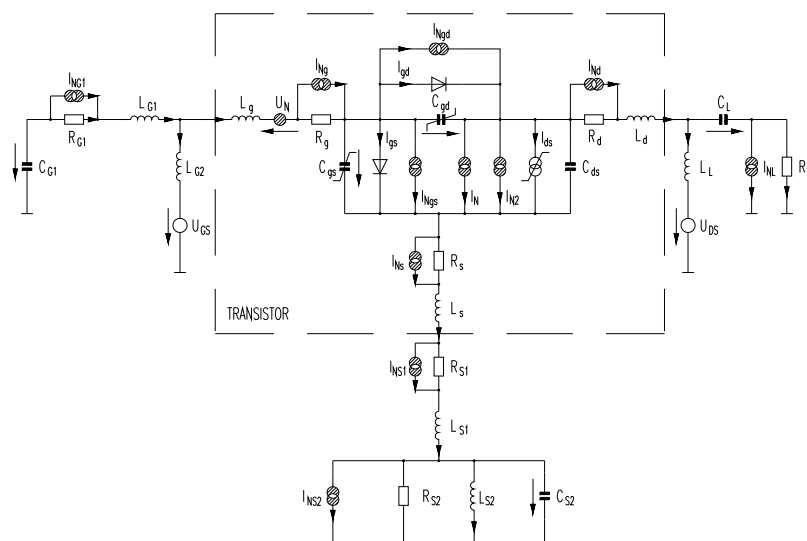 I_Ngd
I_NG1
L_G1
L_g
U_N
I_Ng
I_gd
C_gd
I_Nd
C_L
R_G1
R_g
I_gs
I_ds
R_d
L_d
C_G1
L_G2
C_gs
I_Ngs
I_N
I_N2
C_ds
L_L
I_NL
R
U_GS
U_DS
I_Ns
R_s
L_s
TRANSISTOR
I_NS1
R_S1
L_S1
I_NS2
R_S2
L_S2
C_S2